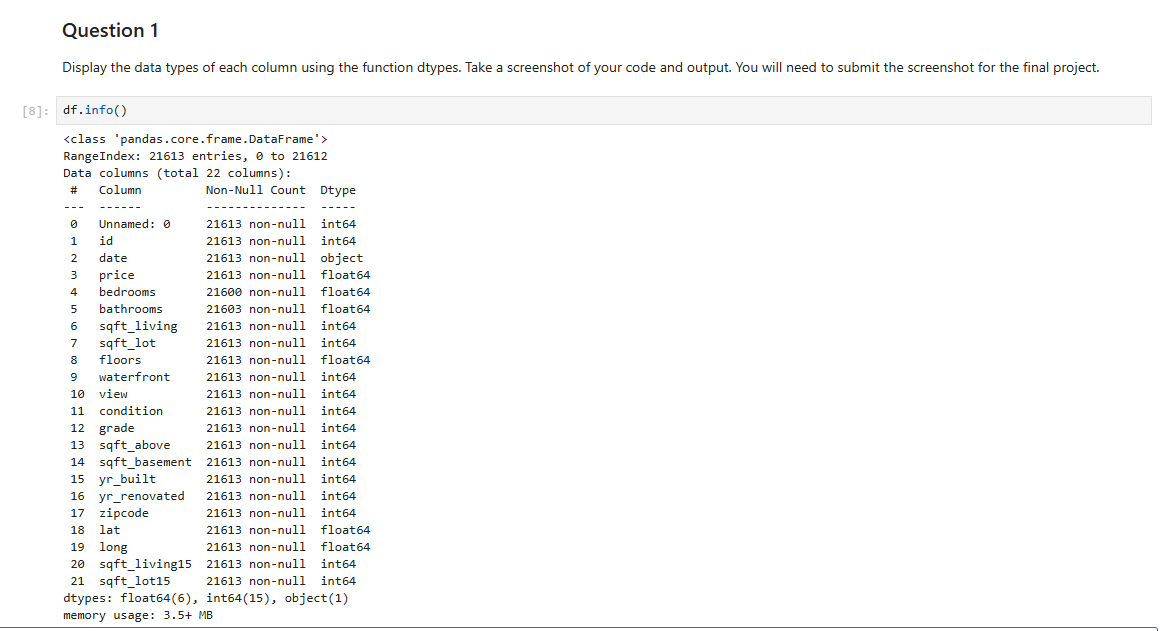 Question 1
Display the data types of each column using the function dtypes. Take a screenshot of your code and output. You will need to submit the screenshot for the final project.
[8]: df.info()
<class 'pandas.core.frame.DataFrame'>
RangeIndex: 21613 entries, 0 to 21612
Data columns (total 22 columns):
 #   Column         Non-Null Count  Dtype
---  ------         --------------  -----
 0   Unnamed: 0     21613 non-null  int64
 1   id             21613 non-null  int64
 2   date           21613 non-null  object
 3   price          21613 non-null  float64
 4   bedrooms       21600 non-null  float64
 5   bathrooms      21603 non-null  float64
 6   sqft_living    21613 non-null  int64
 7   sqft_lot       21613 non-null  int64
 8   floors         21613 non-null  float64
 9   waterfront     21613 non-null  int64
 10  view           21613 non-null  int64
 11  condition      21613 non-null  int64
 12  grade          21613 non-null  int64
 13  sqft_above     21613 non-null  int64
 14  sqft_basement  21613 non-null  int64
 15  yr_built       21613 non-null  int64
 16  yr_renovated   21613 non-null  int64
 17  zipcode        21613 non-null  int64
 18  lat            21613 non-null  float64
 19  long           21613 non-null  float64
 20  sqft_living15  21613 non-null  int64
 21  sqft_lot15     21613 non-null  int64
dtypes: float64(6), int64(15), object(1)
memory usage: 3.5+ MB